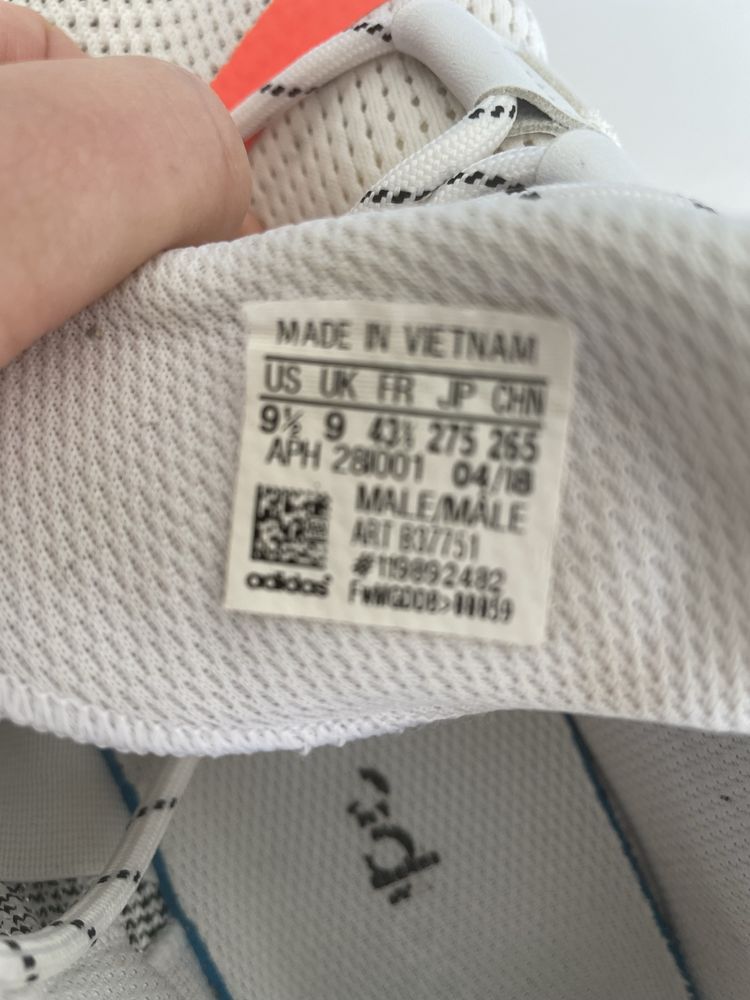 MADE IN VIETNAM
US UK FR JP CHN
9½ 9 43⅓ 275 265
APH 281001 04/18
MALE/MÂLE
ART B37751
#119892482
adidas